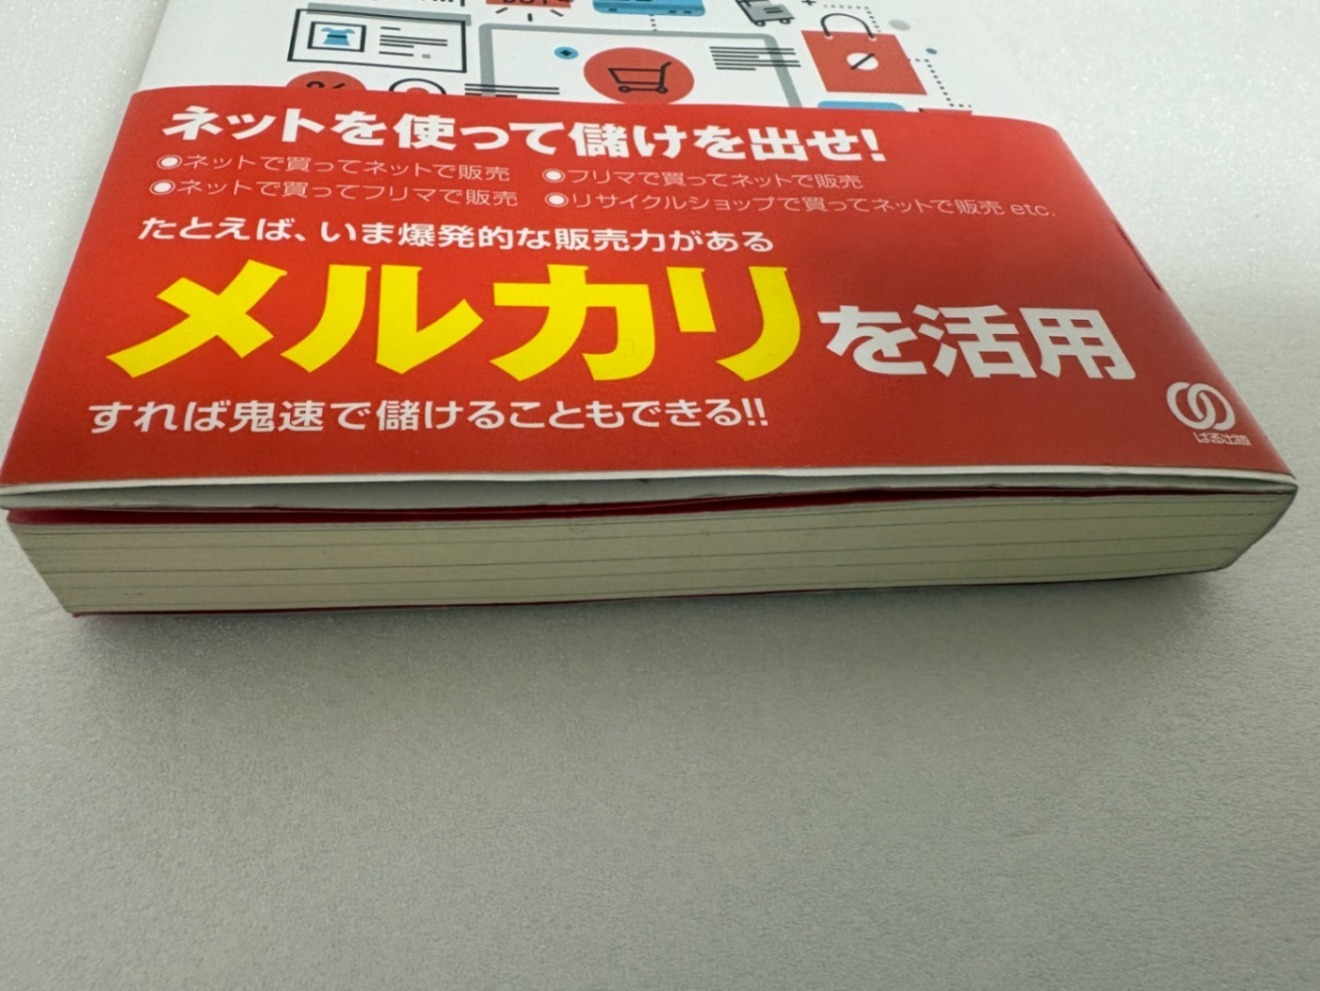 ネットを使って儲けを出せ!
●ネットで買ってネットで販売 ●フリマで買ってネットで販売
●ネットで買ってフリマで販売 ●リサイクルショップで買ってネットで販売 etc.
たとえば、いま爆発的な販売力がある
メルカリを活用
すれば鬼速で儲けることもできる!!
ぱる出版